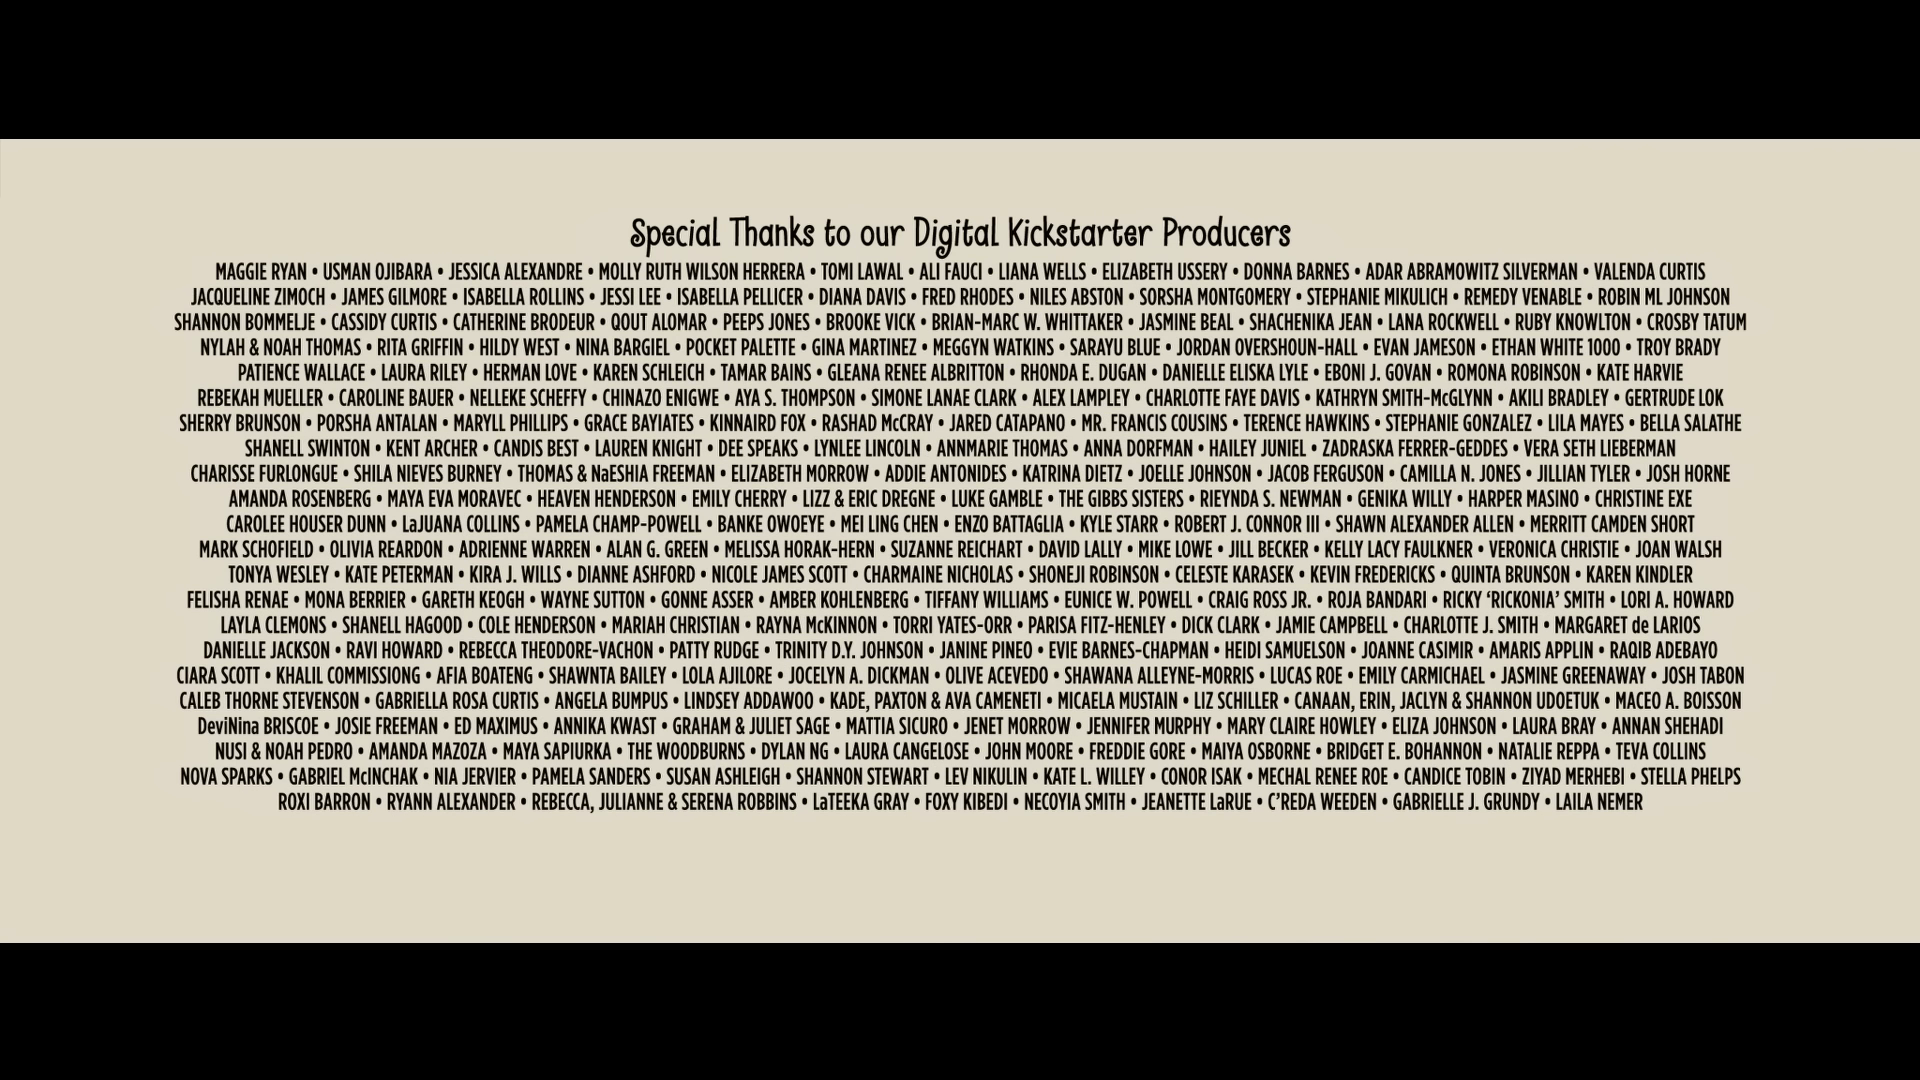 Special Thanks to our Digital Kickstarter Producers
MAGGIE RYAN • USMAN OJIBARA • JESSICA ALEXANDRE • MOLLY RUTH WILSON HERRERA • TOMI LAWAL • ALI FAUCI • LIANA WELLS • ELIZABETH USSERY • DONNA BARNES • ADAR ABRAMOWITZ SILVERMAN • VALENDA CURTIS
JACQUELINE ZIMOCH • JAMES GILMORE • ISABELLA ROLLINS • JESSI LEE • ISABELLA PELLICER • DIANA DAVIS • FRED RHODES • NILES ABSTON • SORSHA MONTGOMERY • STEPHANIE MIKULICH • REMEDY VENABLE • ROBIN ML JOHNSON
SHANNON BOMMELJE • CASSIDY CURTIS • CATHERINE BRODEUR • QOUT ALOMAR • PEEPS JONES • BROOKE VICK • BRIAN-MARC W. WHITTAKER • JASMINE BEAL • SHACHENIKA JEAN • LANA ROCKWELL • RUBY KNOWLTON • CROSBY TATUM
NYLAH & NOAH THOMAS • RITA GRIFFIN • HILDY WEST • NINA BARGIEL • POCKET PALETTE • GINA MARTINEZ • MEGGYN WATKINS • SARAYU BLUE • JORDAN OVERSHOUN-HALL • EVAN JAMESON • ETHAN WHITE 1000 • TROY BRADY
PATIENCE WALLACE • LAURA RILEY • HERMAN LOVE • KAREN SCHLEICH • TAMAR BAINS • GLEANA RENEE ALBRITTON • RHONDA E. DUGAN • DANIELLE ELISKA LYLE • EBONI J. GOVAN • ROMONA ROBINSON • KATE HARVIE
REBEKAH MUELLER • CAROLINE BAUER • NELLEKE SCHEFFY • CHINAZO ENIGWE • AYA S. THOMPSON • SIMONE LANAE CLARK • ALEX LAMPLEY • CHARLOTTE FAYE DAVIS • KATHRYN SMITH-McGLYNN • AKILI BRADLEY • GERTRUDE LOK
SHERRY BRUNSON • PORSHA ANTALAN • MARYLL PHILLIPS • GRACE BAYIATES • KINNAIRD FOX • RASHAD McCRAY • JARED CATAPANO • MR. FRANCIS COUSINS • TERENCE HAWKINS • STEPHANIE GONZALEZ • LILA MAYES • BELLA SALATHE
SHANELL SWINTON • KENT ARCHER • CANDIS BEST • LAUREN KNIGHT • DEE SPEAKS • LYNLEE LINCOLN • ANNMARIE THOMAS • ANNA DORFMAN • HAILEY JUNIEL • ZADRASKA FERRER-GEDDES • VERA SETH LIEBERMAN
CHARISSE FURLONGUE • SHILA NIEVES BURNEY • THOMAS & NaESHIA FREEMAN • ELIZABETH MORROW • ADDIE ANTONIDES • KATRINA DIETZ • JOELLE JOHNSON • JACOB FERGUSON • CAMILLA N. JONES • JILLIAN TYLER • JOSH HORNE
AMANDA ROSENBERG • MAYA EVA MORAVEC • HEAVEN HENDERSON • EMILY CHERRY • LIZZ & ERIC DREGNE • LUKE GAMBLE • THE GIBBS SISTERS • RIEYNDA S. NEWMAN • GENIKA WILLY • HARPER MASINO • CHRISTINE EXE
CAROLEE HOUSER DUNN • LaJUANA COLLINS • PAMELA CHAMP-POWELL • BANKE OWOEYE • MEI LING CHEN • ENZO BATTAGLIA • KYLE STARR • ROBERT J. CONNOR III • SHAWN ALEXANDER ALLEN • MERRITT CAMDEN SHORT
MARK SCHOFIELD • OLIVIA REARDON • ADRIENNE WARREN • ALAN G. GREEN • MELISSA HORAK-HERN • SUZANNE REICHART • DAVID LALLY • MIKE LOWE • JILL BECKER • KELLY LACY FAULKNER • VERONICA CHRISTIE • JOAN WALSH
TONYA WESLEY • KATE PETERMAN • KIRA J. WILLS • DIANNE ASHFORD • NICOLE JAMES SCOTT • CHARMAINE NICHOLAS • SHONEJI ROBINSON • CELESTE KARASEK • KEVIN FREDERICKS • QUINTA BRUNSON • KAREN KINDLER
FELISHA RENAE • MONA BERRIER • GARETH KEOGH • WAYNE SUTTON • GONNE ASSER • AMBER KOHLENBERG • TIFFANY WILLIAMS • EUNICE W. POWELL • CRAIG ROSS JR. • ROJA BANDARI • RICKY ‘RICKONIA’ SMITH • LORI A. HOWARD
LAYLA CLEMONS • SHANELL HAGOOD • COLE HENDERSON • MARIAH CHRISTIAN • RAYNA McKINNON • TORRI YATES-ORR • PARISA FITZ-HENLEY • DICK CLARK • JAMIE CAMPBELL • CHARLOTTE J. SMITH • MARGARET de LARIOS
DANIELLE JACKSON • RAVI HOWARD • REBECCA THEODORE-VACHON • PATTY RUDGE • TRINITY D.Y. JOHNSON • JANINE PINEO • EVIE BARNES-CHAPMAN • HEIDI SAMUELSON • JOANNE CASIMIR • AMARIS APPLIN • RAQIB ADEBAYO
CIARA SCOTT • KHALIL COMMISSIONG • AFIA BOATENG • SHAWNTA BAILEY • LOLA AJILORE • JOCELYN A. DICKMAN • OLIVE ACEVEDO • SHAWANA ALLEYNE-MORRIS • LUCAS ROE • EMILY CARMICHAEL • JASMINE GREENAWAY • JOSH TABON
CALEB THORNE STEVENSON • GABRIELLA ROSA CURTIS • ANGELA BUMPUS • LINDSEY ADDAWOO • KADE, PAXTON & AVA CAMENETI • MICAELA MUSTAIN • LIZ SCHILLER • CANAAN, ERIN, JACLYN & SHANNON UDOETUK • MACEO A. BOISSON
DeviNina BRISCOE • JOSIE FREEMAN • ED MAXIMUS • ANNIKA KWAST • GRAHAM & JULIET SAGE • MATTIA SICURO • JENET MORROW • JENNIFER MURPHY • MARY CLAIRE HOWLEY • ELIZA JOHNSON • LAURA BRAY • ANNAN SHEHADI
NUSI & NOAH PEDRO • AMANDA MAZOZA • MAYA SAPIURKA • THE WOODBURNS • DYLAN NG • LAURA CANGELOSE • JOHN MOORE • FREDDIE GORE • MAIYA OSBORNE • BRIDGET E. BOHANNON • NATALIE REPPA • TEVA COLLINS
NOVA SPARKS • GABRIEL McINCHAK • NIA JERVIER • PAMELA SANDERS • SUSAN ASHLEIGH • SHANNON STEWART • LEV NIKULIN • KATE L. WILLEY • CONOR ISAK • MECHAL RENEE ROE • CANDICE TOBIN • ZIYAD MERHEBI • STELLA PHELPS
ROXI BARRON • RYANN ALEXANDER • REBECCA, JULIANNE & SERENA ROBBINS • LaTEEKA GRAY • FOXY KIBEDI • NECOYIA SMITH • JEANETTE LaRUE • C’REDA WEEDEN • GABRIELLE J. GRUNDY • LAILA NEMER